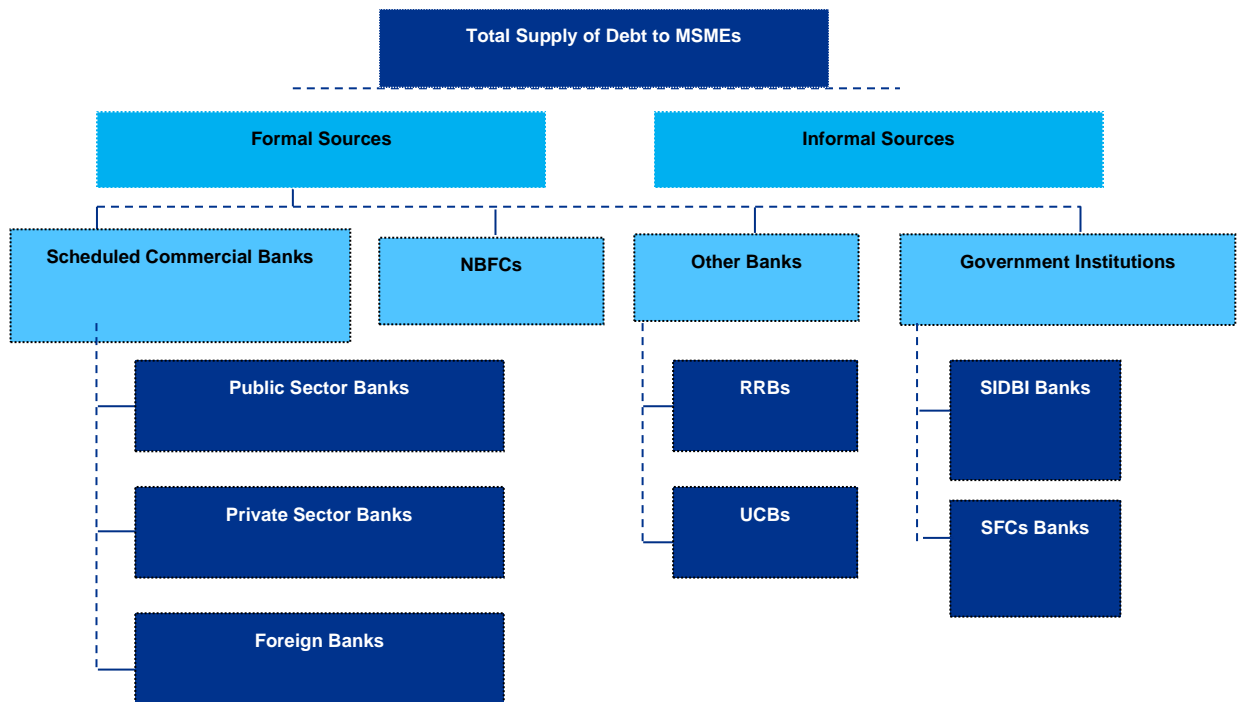 Total Supply of Debt to MSMEs
Formal Sources
Informal Sources
Scheduled Commercial Banks
NBFCs
Other Banks
Government Institutions
Public Sector Banks
RRBs
SIDBI Banks
Private Sector Banks
UCBs
SFCs Banks
Foreign Banks